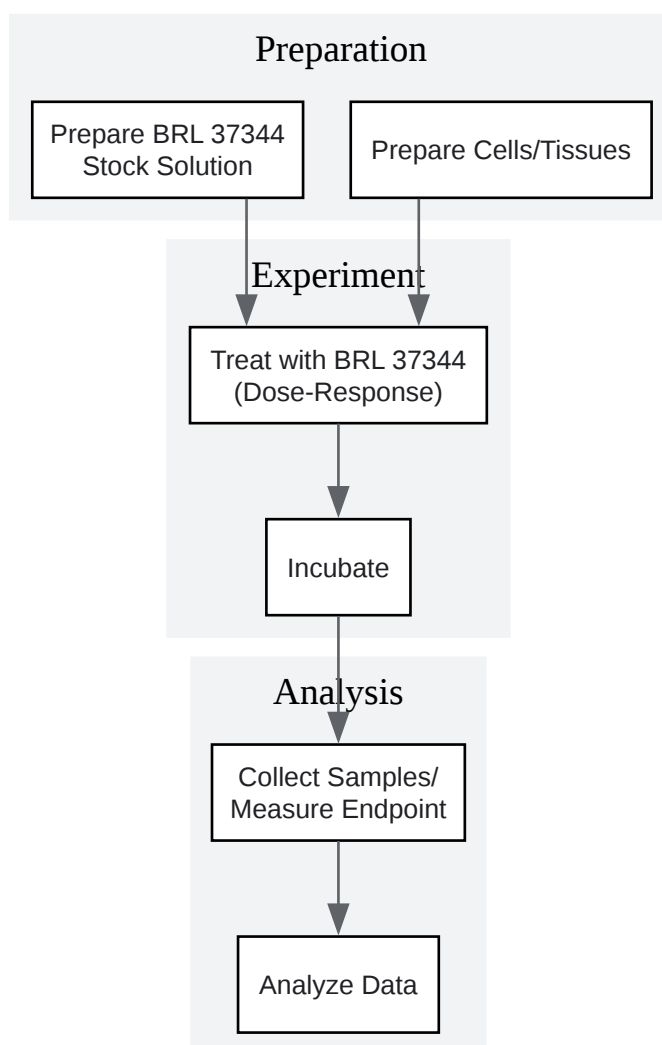 Preparation
Prepare BRL 37344
Stock Solution
Prepare Cells/Tissues
Experiment
Treat with BRL 37344
(Dose-Response)
Incubate
Analysis
Collect Samples/
Measure Endpoint
Analyze Data